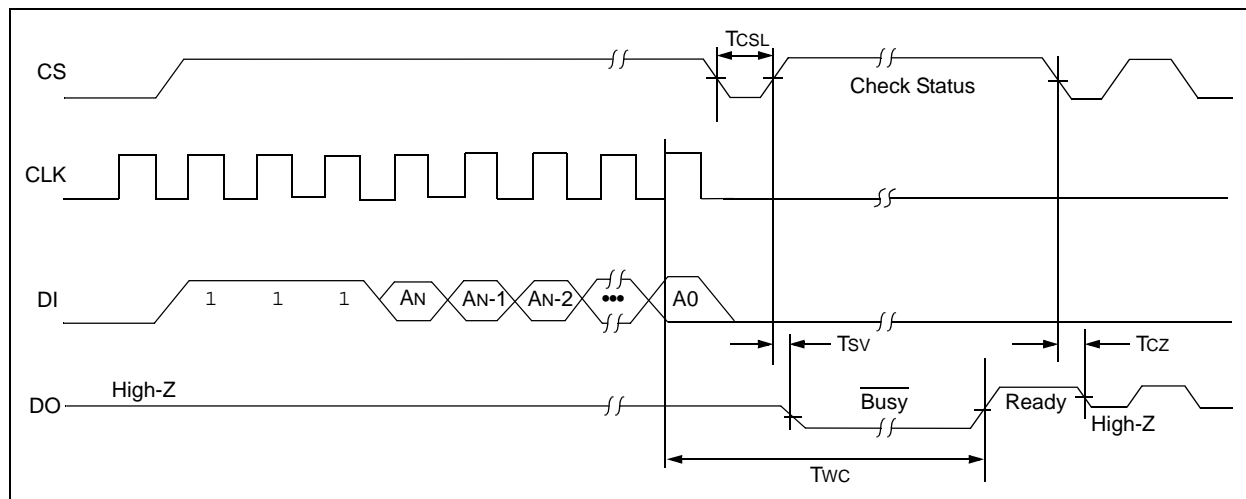 TCSL
CS
Check Status
CLK
DI
1 1 1 AN AN-1 AN-2 ••• A0
TSV
TCZ
High-Z
DO
Busy
Ready
High-Z
TWC